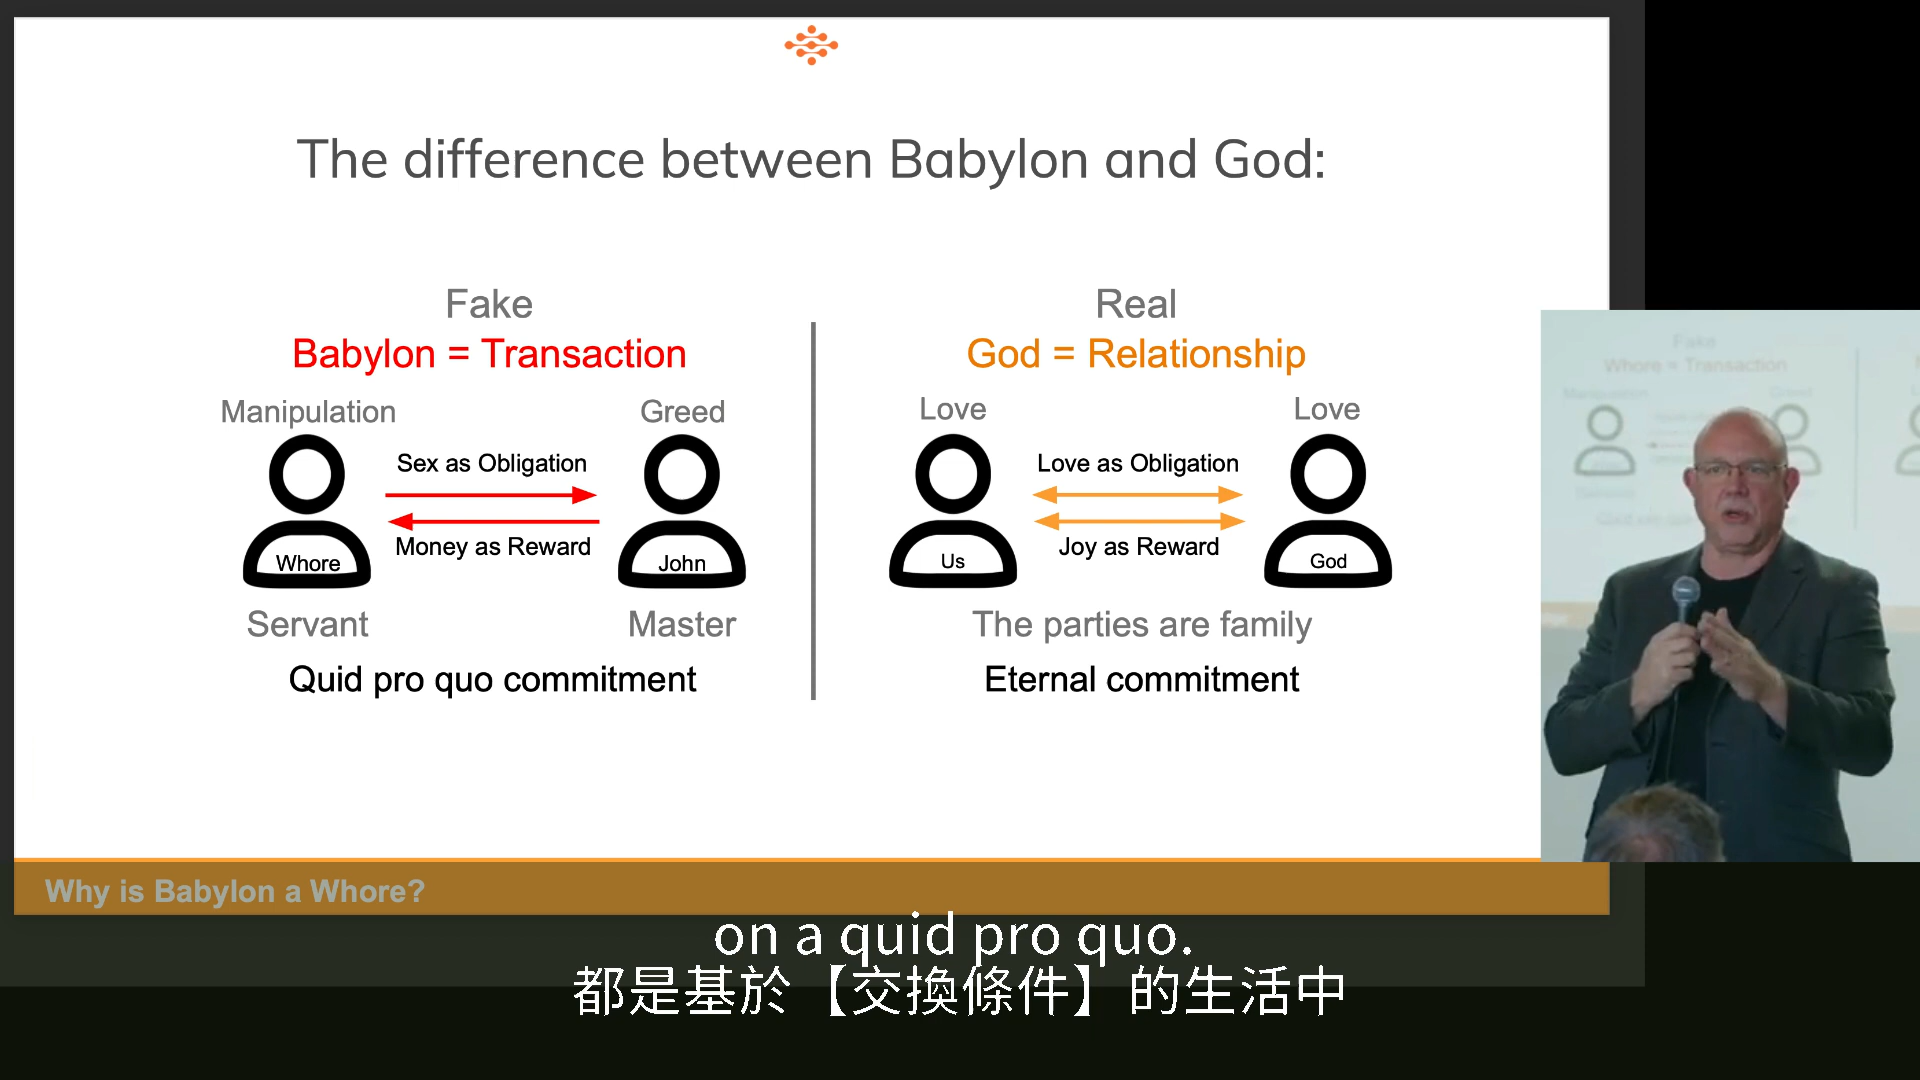 The difference between Babylon and God:
Fake
Babylon = Transaction
Manipulation
Greed
Sex as Obligation
Money as Reward
Whore
John
Servant
Master
Quid pro quo commitment
Real
God = Relationship
Love
Love
Love as Obligation
Joy as Reward
Us
God
The parties are family
Eternal commitment
Fake
Whore = Transaction
Why is Babylon a Whore?
on a quid pro quo.
都是基於【交換條件】的生活中